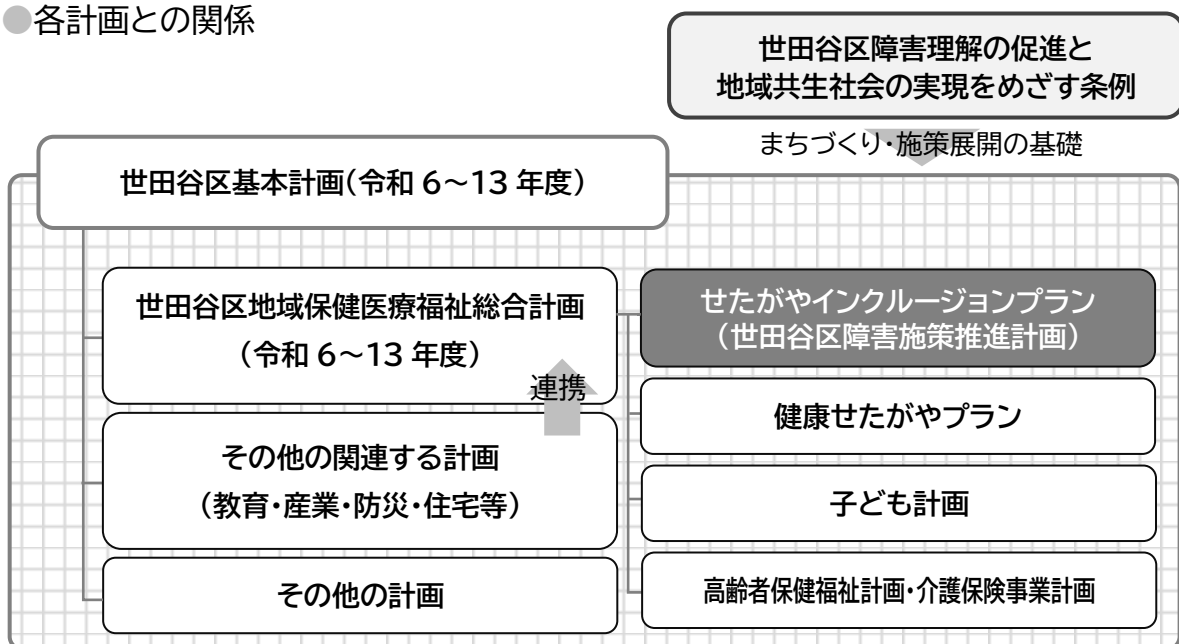 ●各計画との関係
世田谷区障害理解の促進と
地域共生社会の実現をめざす条例
まちづくり・施策展開の基礎
世田谷区基本計画(令和6～13年度)
世田谷区地域保健医療福祉総合計画
(令和6～13年度)
連携
その他の関連する計画
(教育・産業・防災・住宅等)
その他の計画
せたがやインクルージョンプラン
(世田谷区障害施策推進計画)
健康せたがやプラン
子ども計画
高齢者保健福祉計画・介護保険事業計画